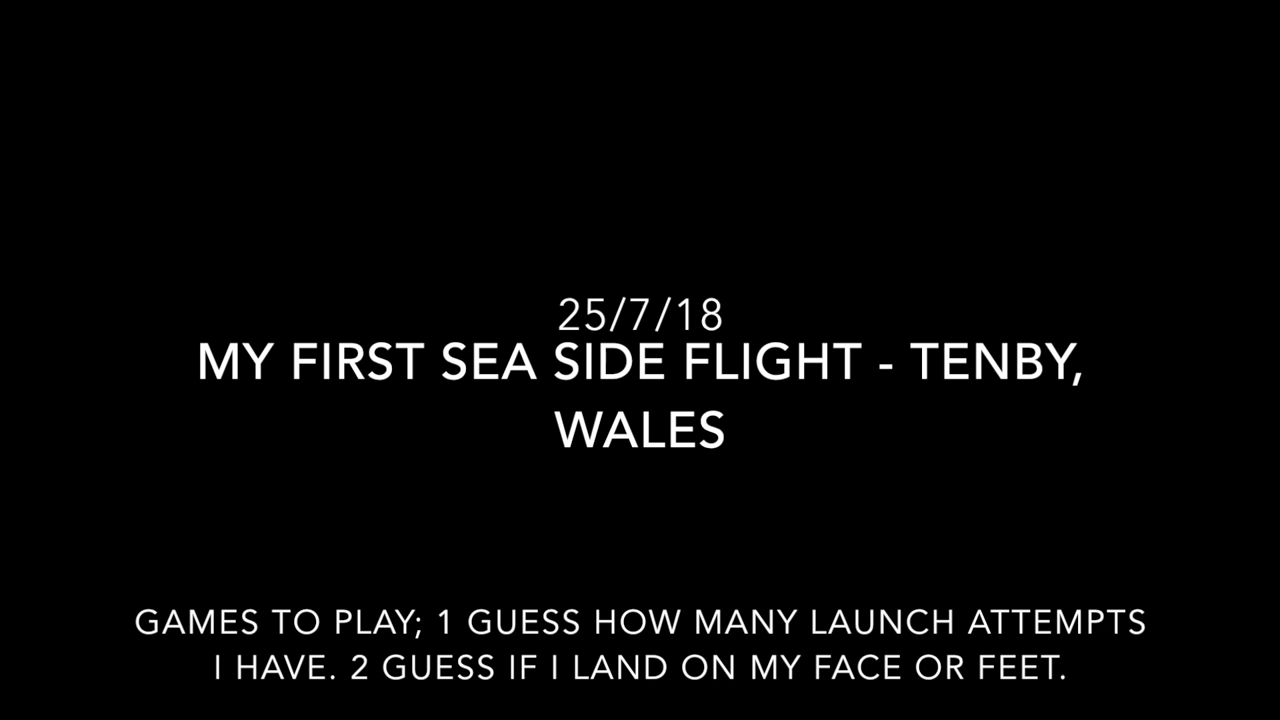 25/7/18
MY FIRST SEA SIDE FLIGHT - TENBY,
WALES
GAMES TO PLAY; 1 GUESS HOW MANY LAUNCH ATTEMPTS
I HAVE. 2 GUESS IF I LAND ON MY FACE OR FEET.